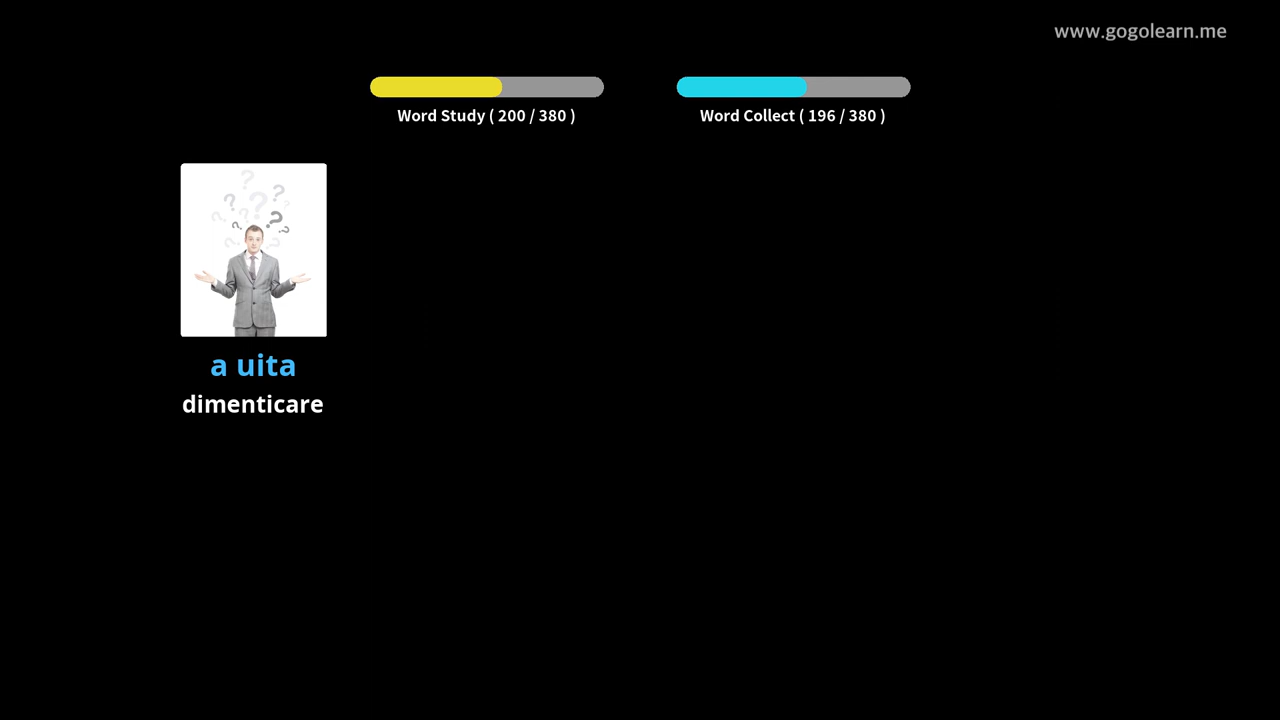 www.gogolearn.me
Word Study ( 200 / 380 )
Word Collect ( 196 / 380 )
a uita
dimenticare